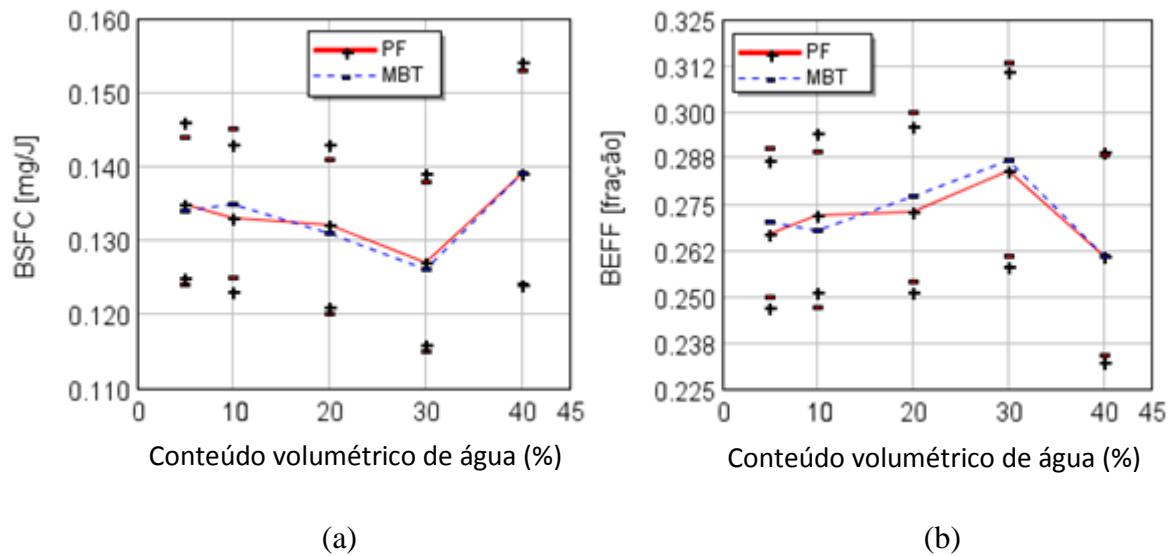 0.160
0.150
0.140
0.130
0.120
0.110
BSFC [mg/J]
PF
MBT
0 10 20 30 40 45
Conteúdo volumétrico de água (%)
(a)
0.325
0.312
0.300
0.288
0.275
0.262
0.250
0.238
0.225
BEFF [fração]
PF
MBT
0 10 20 30 40 45
Conteúdo volumétrico de água (%)
(b)